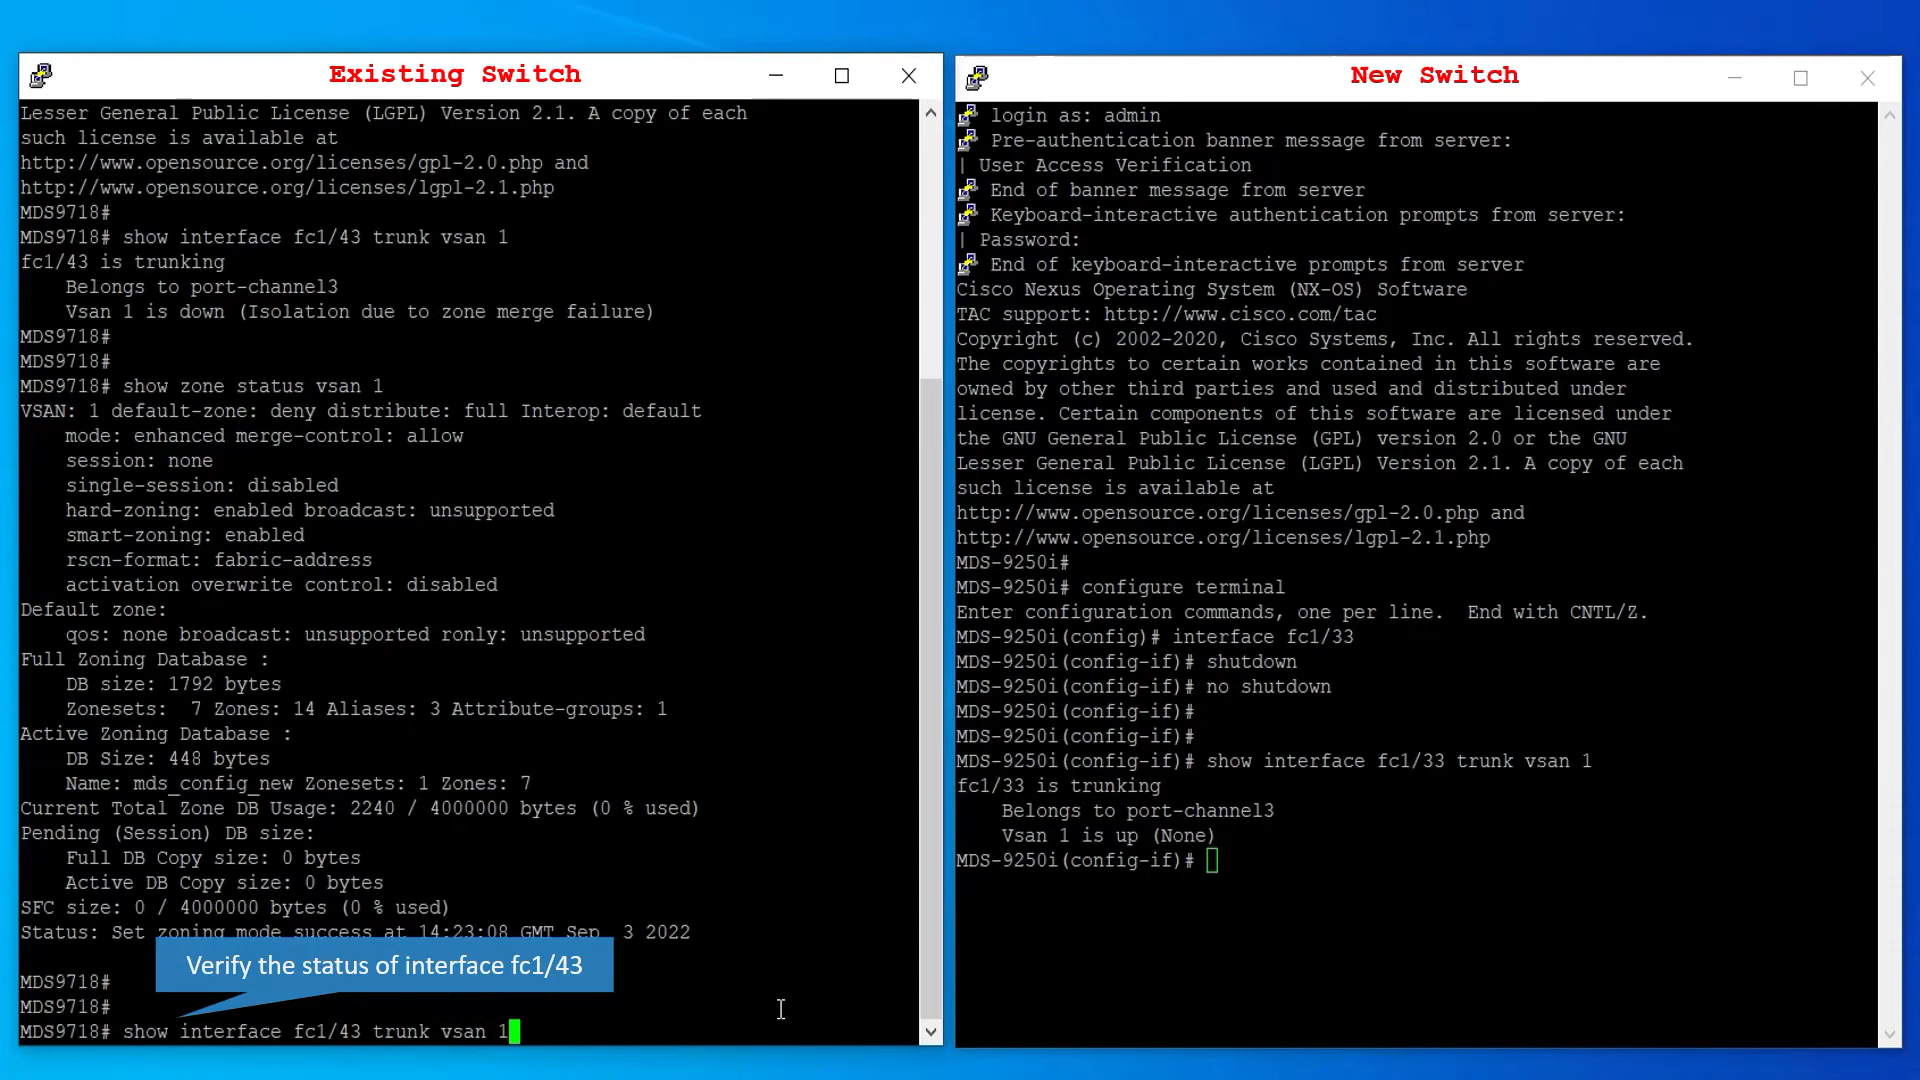 Existing Switch
Lesser General Public License (LGPL) Version 2.1. A copy of each
such license is available at
http://www.opensource.org/licenses/gpl-2.0.php and
http://www.opensource.org/licenses/lgpl-2.1.php
MDS9718#
MDS9718# show interface fc1/43 trunk vsan 1
fc1/43 is trunking
    Belongs to port-channel3
    Vsan 1 is down (Isolation due to zone merge failure)
MDS9718#
MDS9718#
MDS9718# show zone status vsan 1
VSAN: 1 default-zone: deny distribute: full Interop: default
    mode: enhanced merge-control: allow
    session: none
    single-session: disabled
    hard-zoning: enabled broadcast: unsupported
    smart-zoning: enabled
    rscn-format: fabric-address
    activation overwrite control: disabled
Default zone:
    qos: none broadcast: unsupported ronly: unsupported
Full Zoning Database :
    DB size: 1792 bytes
    Zonesets:  7 Zones: 14 Aliases: 3 Attribute-groups: 1
Active Zoning Database :
    DB Size: 448 bytes
    Name: mds_config_new Zonesets: 1 Zones: 7
Current Total Zone DB Usage: 2240 / 4000000 bytes (0 % used)
Pending (Session) DB size:
    Full DB Copy size: 0 bytes
    Active DB Copy size: 0 bytes
SFC size: 0 / 4000000 bytes (0 % used)
Status: Set zoning mode success at 14:23:08 GMT Sep  3 2022
Verify the status of interface fc1/43
MDS9718#
MDS9718#
MDS9718# show interface fc1/43 trunk vsan 1
New Switch
login as: admin
Pre-authentication banner message from server:
| User Access Verification
End of banner message from server
Keyboard-interactive authentication prompts from server:
| Password:
End of keyboard-interactive prompts from server
Cisco Nexus Operating System (NX-OS) Software
TAC support: http://www.cisco.com/tac
Copyright (c) 2002-2020, Cisco Systems, Inc. All rights reserved.
The copyrights to certain works contained in this software are
owned by other third parties and used and distributed under
license. Certain components of this software are licensed under
the GNU General Public License (GPL) version 2.0 or the GNU
Lesser General Public License (LGPL) Version 2.1. A copy of each
such license is available at
http://www.opensource.org/licenses/gpl-2.0.php and
http://www.opensource.org/licenses/lgpl-2.1.php
MDS-9250i#
MDS-9250i# configure terminal
Enter configuration commands, one per line.  End with CNTL/Z.
MDS-9250i(config)# interface fc1/33
MDS-9250i(config-if)# shutdown
MDS-9250i(config-if)# no shutdown
MDS-9250i(config-if)#
MDS-9250i(config-if)#
MDS-9250i(config-if)# show interface fc1/33 trunk vsan 1
fc1/33 is trunking
    Belongs to port-channel3
    Vsan 1 is up (None)
MDS-9250i(config-if)#